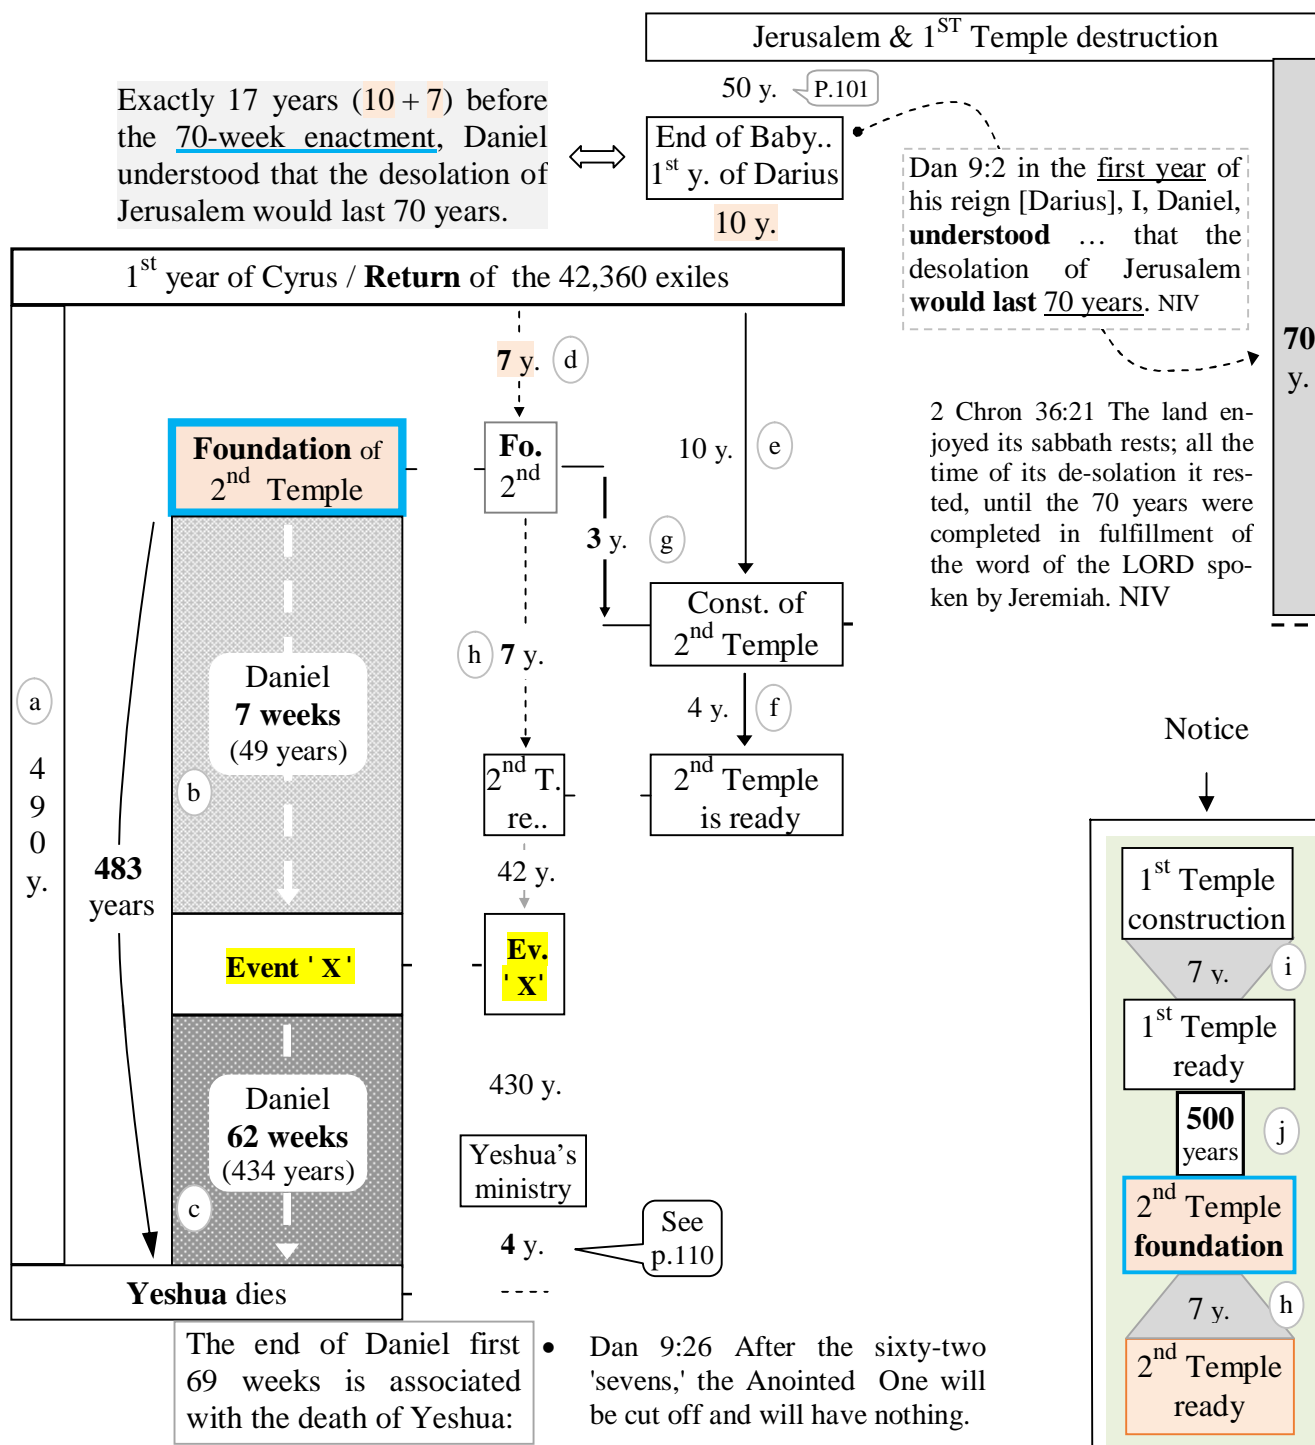 Jerusalem & 1ST Temple destruction
50 y.
P.101
Exactly 17 years (10 + 7) before
the 70-week enactment, Daniel
understood that the desolation of
Jerusalem would last 70 years.
End of Baby..
1st y. of Darius
10 y.
Dan 9:2 in the first year of
his reign [Darius], I, Daniel,
understood … that the
desolation of Jerusalem
would last 70 years. NIV
70
y.
1st year of Cyrus / Return of the 42,360 exiles
7 y.
d
2 Chron 36:21 The land en-
joyed its sabbath rests; all the
time of its de-solation it res-
ted, until the 70 years were
completed in fulfillment of
the word of the LORD spo-
ken by Jeremiah. NIV
Foundation of
2nd Temple
Fo.
2nd
10 y.
e
3 y.
g
Const. of
2nd Temple
h
7 y.
Daniel
7 weeks
(49 years)
a
4
9
0
y.
b
4 y.
f
2nd T.
re..
2nd Temple
is ready
483
years
42 y.
Event ' X'
Ev.
' X'
430 y.
Daniel
62 weeks
(434 years)
c
Yeshua’s
ministry
4 y.
See
p.110
Yeshua dies
The end of Daniel first
69 weeks is associated
with the death of Yeshua:
• Dan 9:26 After the sixty-two
'sevens,' the Anointed One will
be cut off and will have nothing.
Notice
1st Temple
construction
7 y.
i
1st Temple
ready
500
years
j
2nd Temple
foundation
7 y.
h
2nd Temple
ready